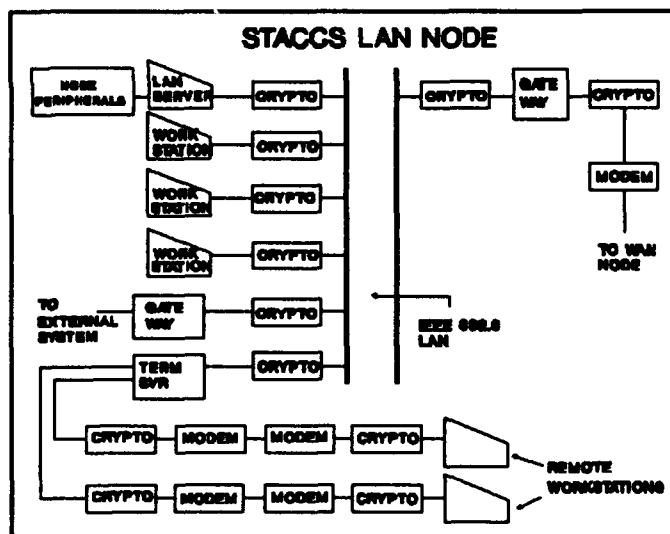 STACCS LAN NODE
NODE
PERIPHERALS
LAN
SERVER
CRYPTO
CRYPTO
GATE
WAY
CRYPTO
WORK
STATION
CRYPTO
MODEM
WORK
STATION
CRYPTO
WORK
STATION
CRYPTO
TO WAN
NODE
TO
EXTERNAL
SYSTEM
GATE
WAY
CRYPTO
IEEE
LAN
TERM
SVR
CRYPTO
CRYPTO
MODEM
MODEM
CRYPTO
REMOTE
WORKSTATIONS
CRYPTO
MODEM
MODEM
CRYPTO